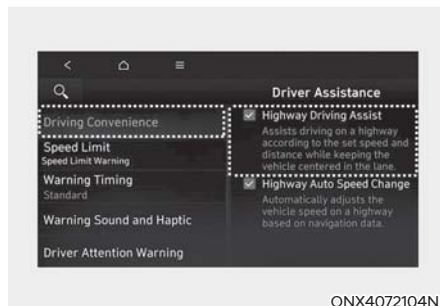 Driver Assistance
Driving Convenience
Speed Limit
Speed Limit Warning
Warning Timing
Standard
Warning Sound and Haptic
Driver Attention Warning
Highway Driving Assist
Assists driving on a highway
according to the set speed and
distance while keeping the
vehicle centered in the lane.
Highway Auto Speed Change
Automatically adjusts the
vehicle speed on a highway
based on navigation data.
ONX4072104N